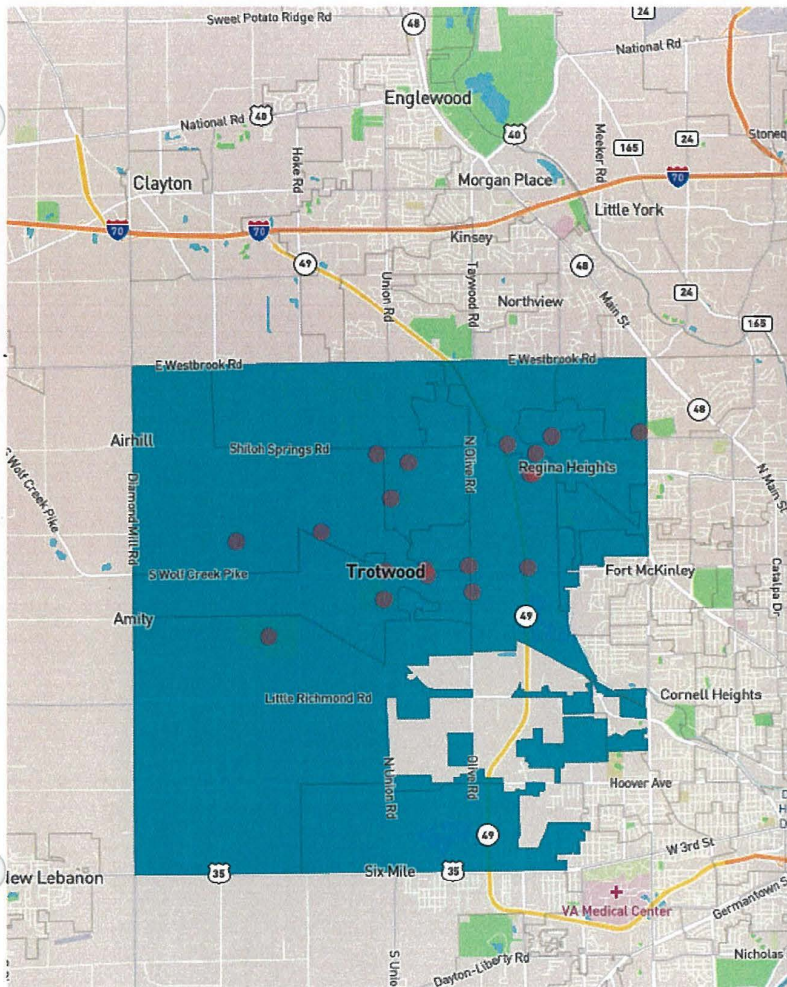 Sweet Potato Ridge Rd
48
24
National Rd
Englewood
National Rd
40
40
Meeker Rd
165
24
Hoke Rd
Clayton
Morgan Place
70
Little York
70
70
Kinsey
49
Union Rd
Taywood Rd
48
Northview
Main St
24
165
E Westbrook Rd
E Westbrook Rd
48
Airhill
Shiloh Springs Rd
N Olive Rd
Regina Heights
S Wolf Creek Pike
Diamond Mill Rd
N Main St
S Wolf Creek Pike
Trotwood
Fort McKinley
Catalpa Dr
Amity
49
Little Richmond Rd
Cornell Heights
N Union Rd
Olive Rd
Hoover Ave
49
W 3rd St
New Lebanon
35
Six Mile
35
VA Medical Center
Germantown S
S Unio
Dayton-Liberty Rd
Nicholas